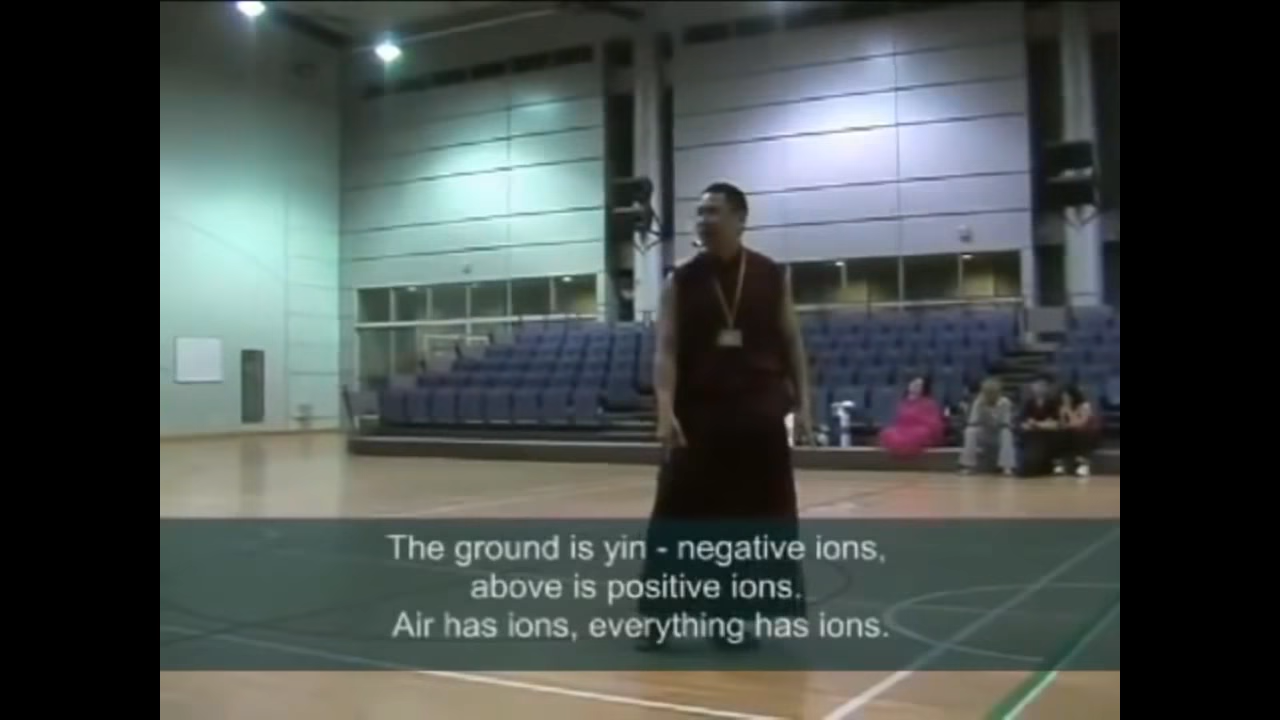 The ground is yin - negative ions,
above is positive ions.
Air has ions, everything has ions.